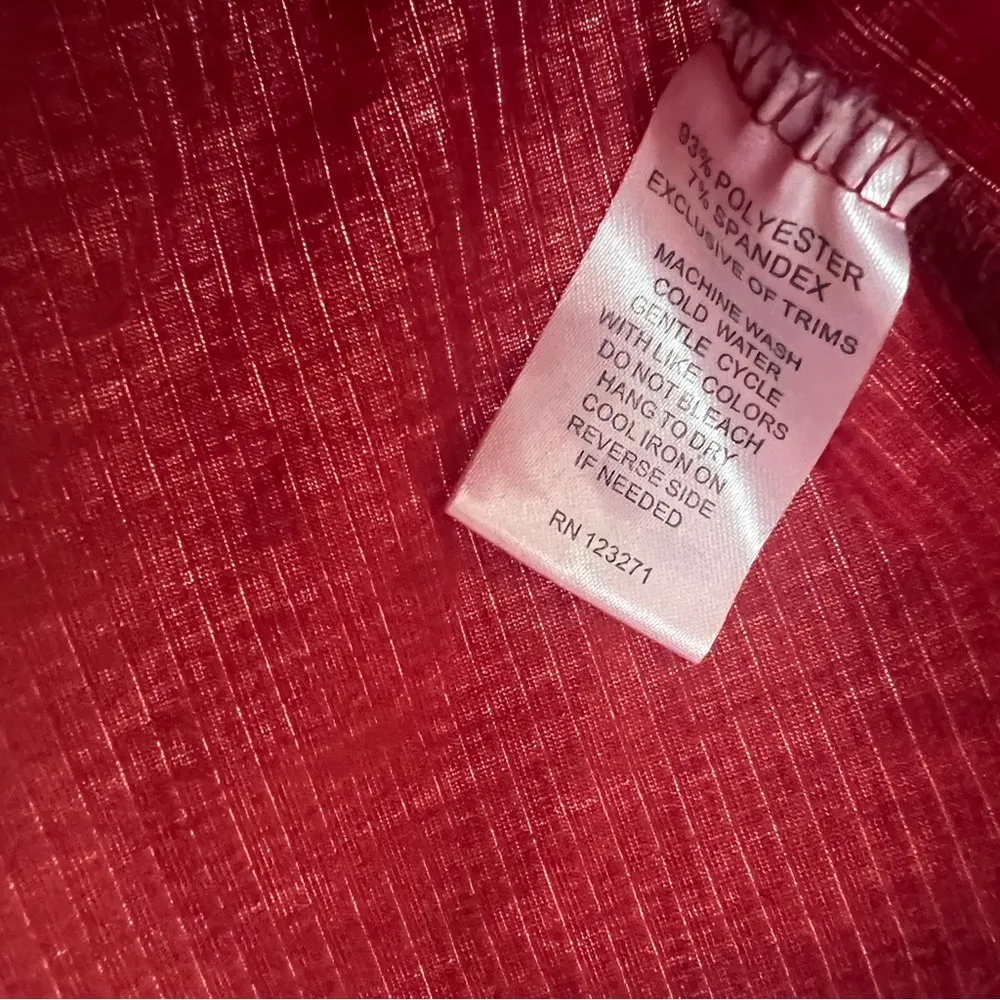 93% POLYESTER
7% SPANDEX
EXCLUSIVE OF TRIMS
MACHINE WASH
COLD WATER
GENTLE CYCLE
WITH LIKE COLORS
DO NOT BLEACH
HANG TO DRY
COOL IRON ON
REVERSE SIDE
IF NEEDED
RN 123271